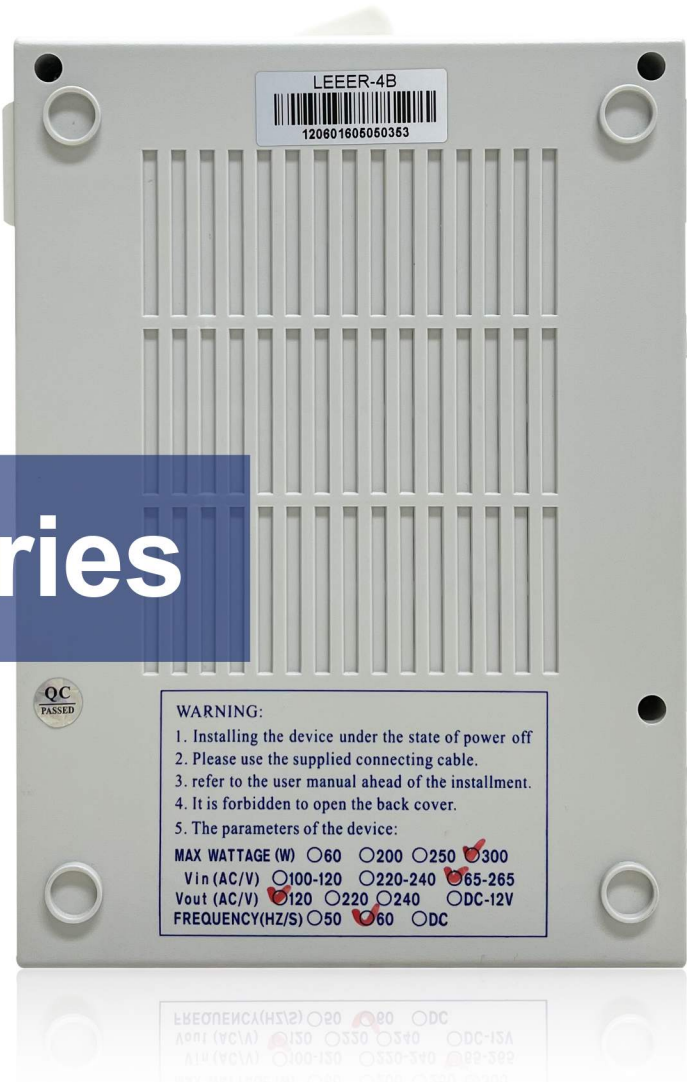 LEEER-4B
120601605050353
ries
QC
PASSED
WARNING:
1. Installing the device under the state of power off
2. Please use the supplied connecting cable.
3. refer to the user manual ahead of the installment.
4. It is forbidden to open the back cover.
5. The parameters of the device:
MAX WATTAGE (W) ○60 ○200 ○250 ○300
Vin (AC/V) ○100-120 ○220-240 ○65-265
Vout (AC/V) ○120 ○220 ○240 ○DC-12V
FREQUENCY(HZ/S) ○50 ○60 ○DC